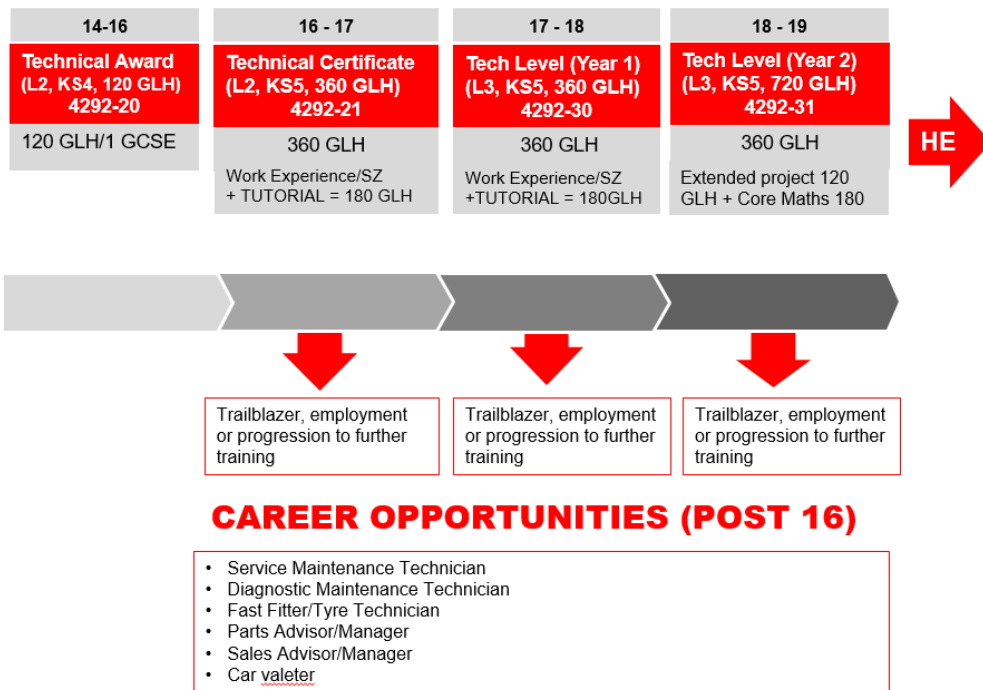 14-16
Technical Award
(L2, KS4, 120 GLH)
4292-20
120 GLH/1 GCSE
16 - 17
Technical Certificate
(L2, KS5, 360 GLH)
4292-21
360 GLH
Work Experience/SZ
+ TUTORIAL = 180 GLH
17 - 18
Tech Level (Year 1)
(L3, KS5, 360 GLH)
4292-30
360 GLH
Work Experience/SZ
+TUTORIAL = 180GLH
18 - 19
Tech Level (Year 2)
(L3, KS5, 720 GLH)
4292-31
360 GLH
Extended project 120
GLH + Core Maths 180
HE
Trailblazer, employment
or progression to further
training
Trailblazer, employment
or progression to further
training
Trailblazer, employment
or progression to further
training
CAREER OPPORTUNITIES (POST 16)
• Service Maintenance Technician
• Diagnostic Maintenance Technician
• Fast Fitter/Tyre Technician
• Parts Advisor/Manager
• Sales Advisor/Manager
• Car valeter